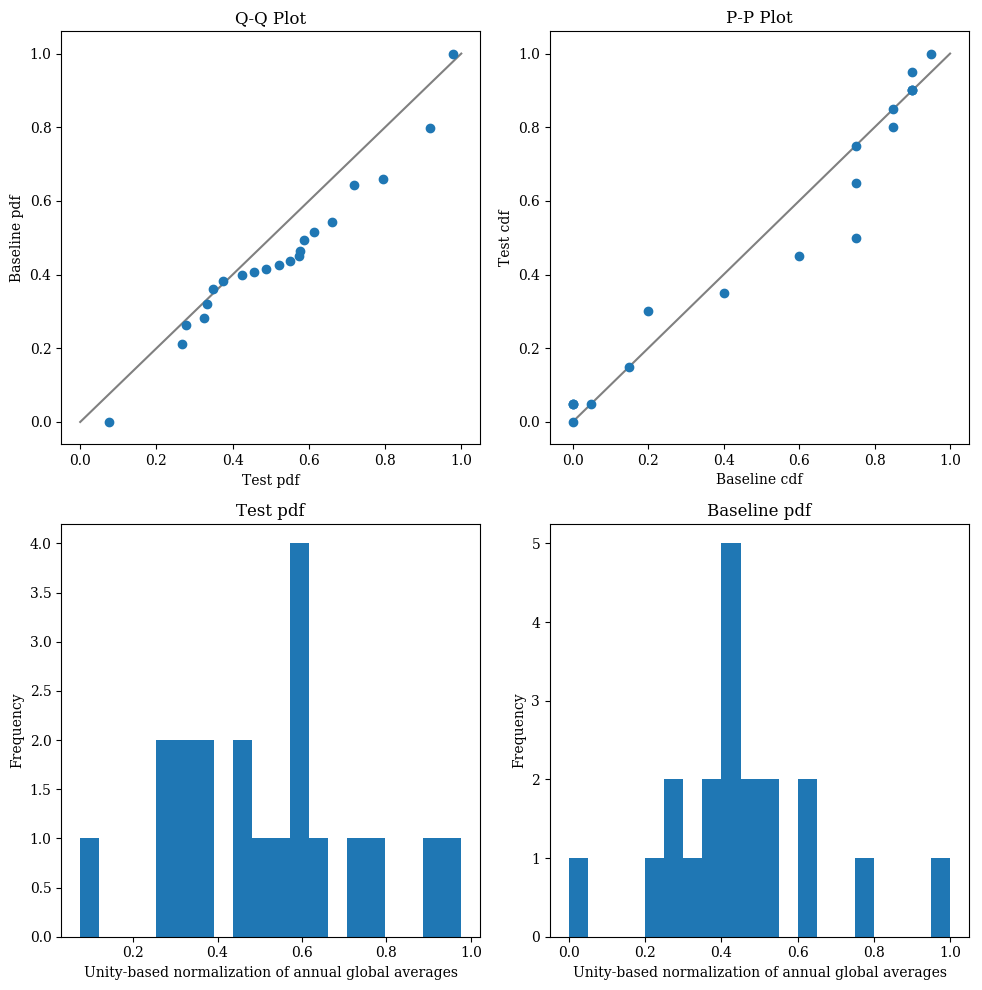 Q-Q Plot
1.0
0.8
0.6
0.4
0.2
0.0
Baseline pdf
0.0 0.2 0.4 0.6 0.8 1.0
Test pdf
P-P Plot
1.0
0.8
0.6
0.4
0.2
0.0
Test cdf
0.0 0.2 0.4 0.6 0.8 1.0
Baseline cdf
Test pdf
4.0
3.5
3.0
2.5
2.0
1.5
1.0
0.5
0.0
Frequency
0.2 0.4 0.6 0.8 1.0
Unity-based normalization of annual global averages
Baseline pdf
5
4
3
2
1
0
Frequency
0.0 0.2 0.4 0.6 0.8 1.0
Unity-based normalization of annual global averages